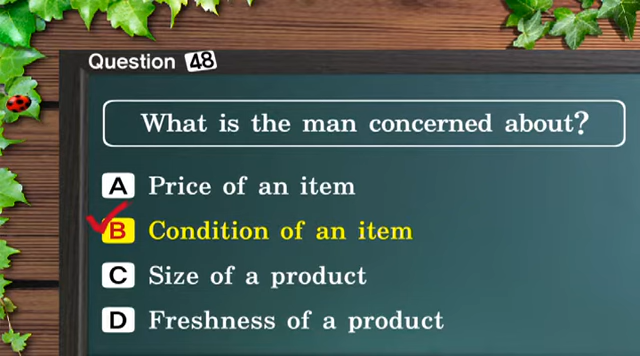 Question 48
What is the man concerned about?
A Price of an item
B Condition of an item
C Size of a product
D Freshness of a product